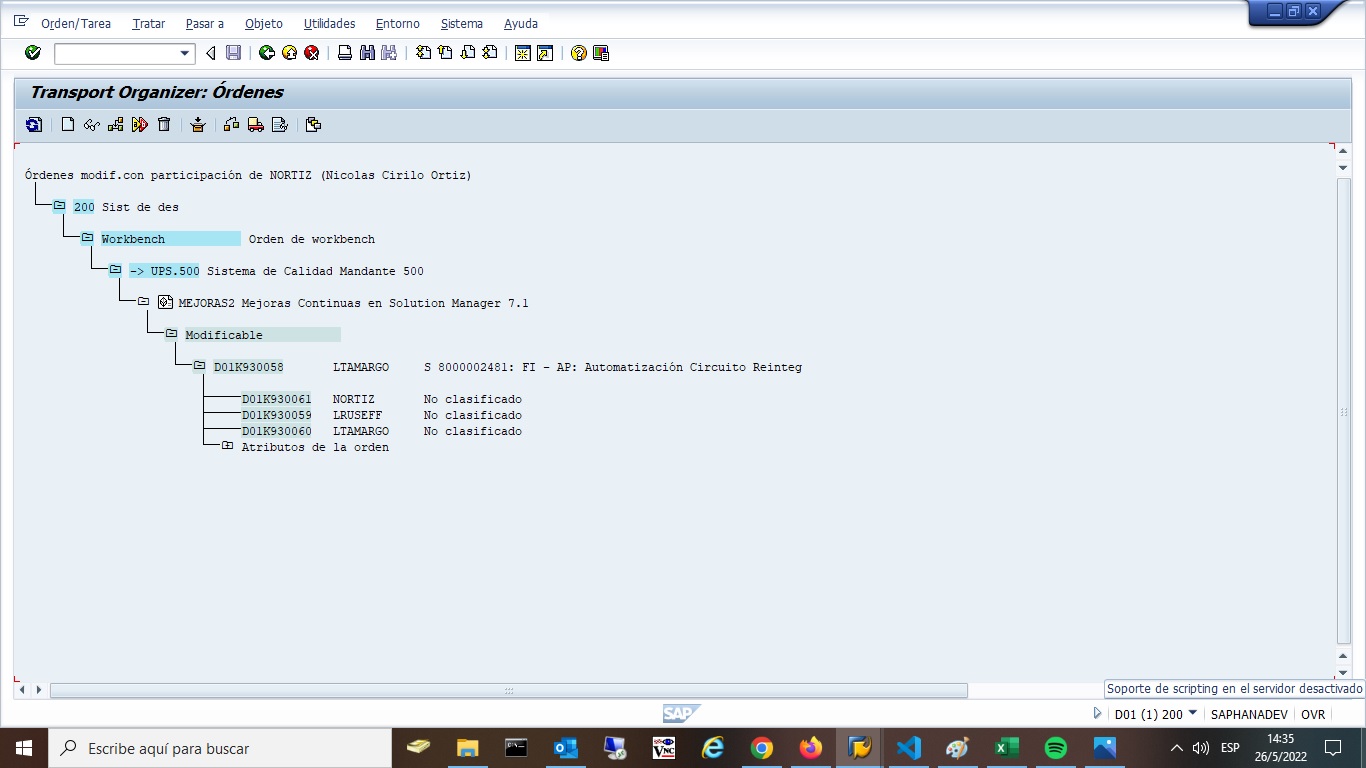 Orden/Tarea Tratar Pasar a Objeto Utilidades Entorno Sistema Ayuda
Transport Organizer: Órdenes
Órdenes modif.con participación de NORTIZ (Nicolas Cirilo Ortiz)
200 Sist de des
Workbench Orden de workbench
-> UPS.500 Sistema de Calidad Mandante 500
MEJORAS2 Mejoras Continuas en Solution Manager 7.1
Modificable
D01K930058 LTAMARGO S 8000002481: FI - AP: Automatización Circuito Reinteg
D01K930061 NORTIZ No clasificado
D01K930059 LRUSEFF No clasificado
D01K930060 LTAMARGO No clasificado
Atributos de la orden
Soporte de scripting en el servidor desactivado
SAP D01 (1) 200 SAPHANADEV OVR
Escribe aquí para buscar
VNC
ESP
14:35
26/5/2022